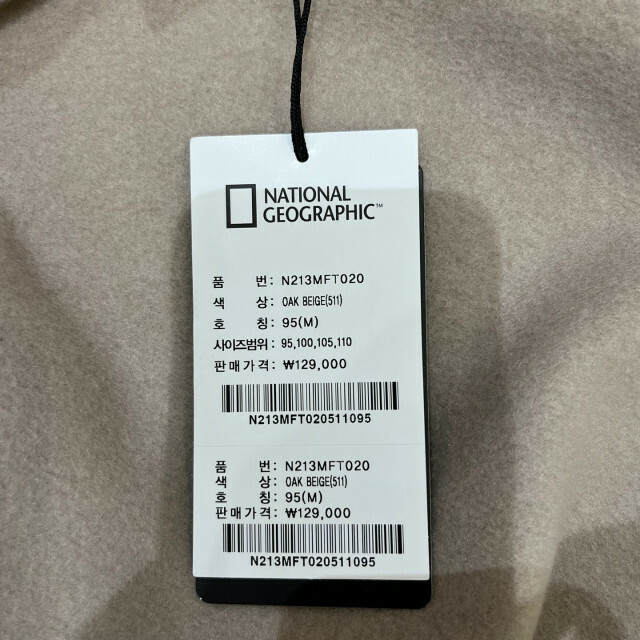 NATIONAL
GEOGRAPHIC™
품 번: N213MFT020
색 상: OAK BEIGE(511)
호 칭: 95(M)
사이즈범위: 95,100,105,110
판매가격: ₩129,000
N213MFT020511095
품 번: N213MFT020
색 상: OAK BEIGE(511)
호 칭: 95(M)
판매가격: ₩129,000
N213MFT020511095